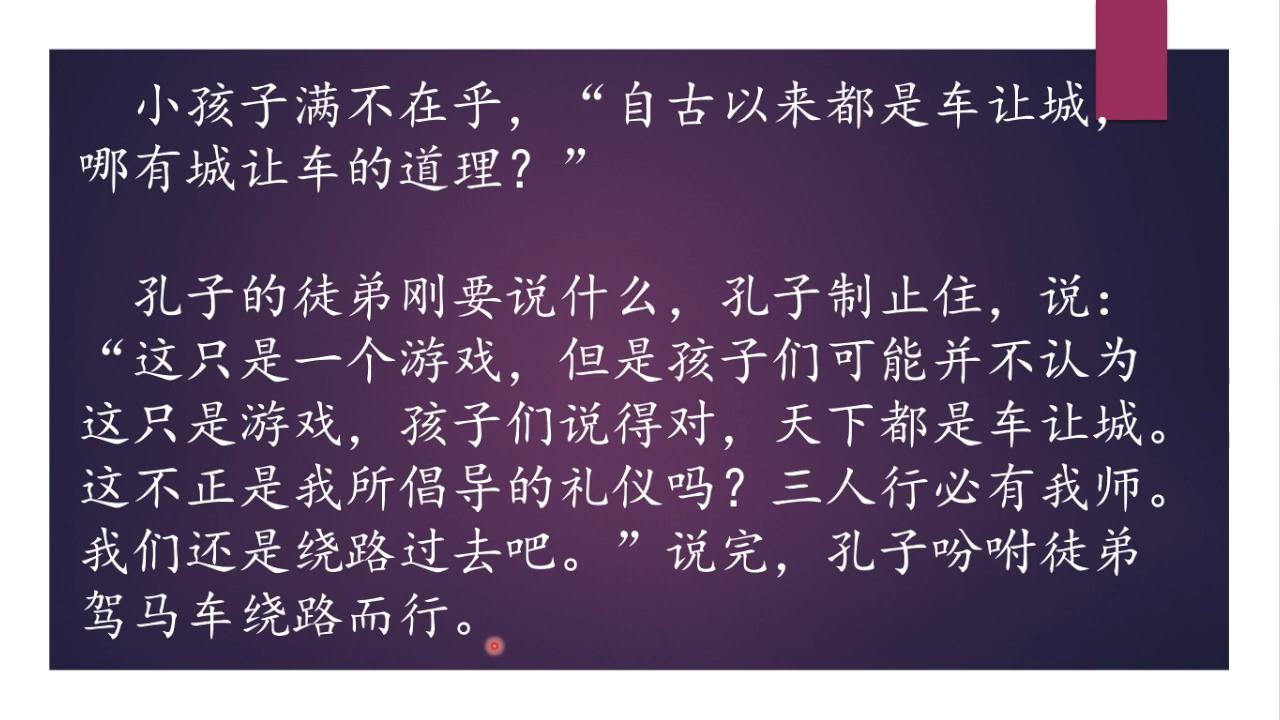 小孩子满不在乎，“自古以来都是车让城，
哪有城让车的道理？”
孔子的徒弟刚要说什么，孔子制止住，说：
“这只是一个游戏，但是孩子们可能并不认为
这只是游戏，孩子们说得对，天下都是车让城。
这不正是我所倡导的礼仪吗？三人行必有我师。
我们还是绕路过去吧。”说完，孔子吩咐徒弟
驾马车绕路而行。